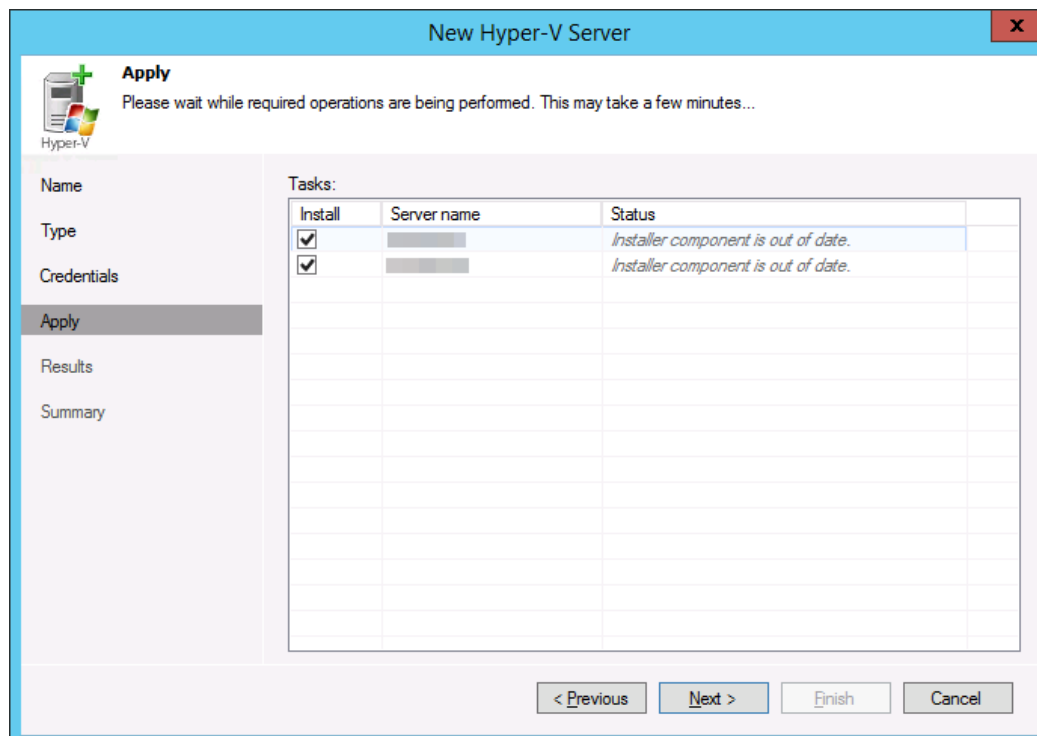 New Hyper-V Server
x
Apply
Please wait while required operations are being performed. This may take a few minutes...
Hyper-V
Name
Type
Credentials
Apply
Results
Summary
Tasks:
Install Server name Status
Installer component is out of date.
Installer component is out of date.
< Previous Next > Finish Cancel